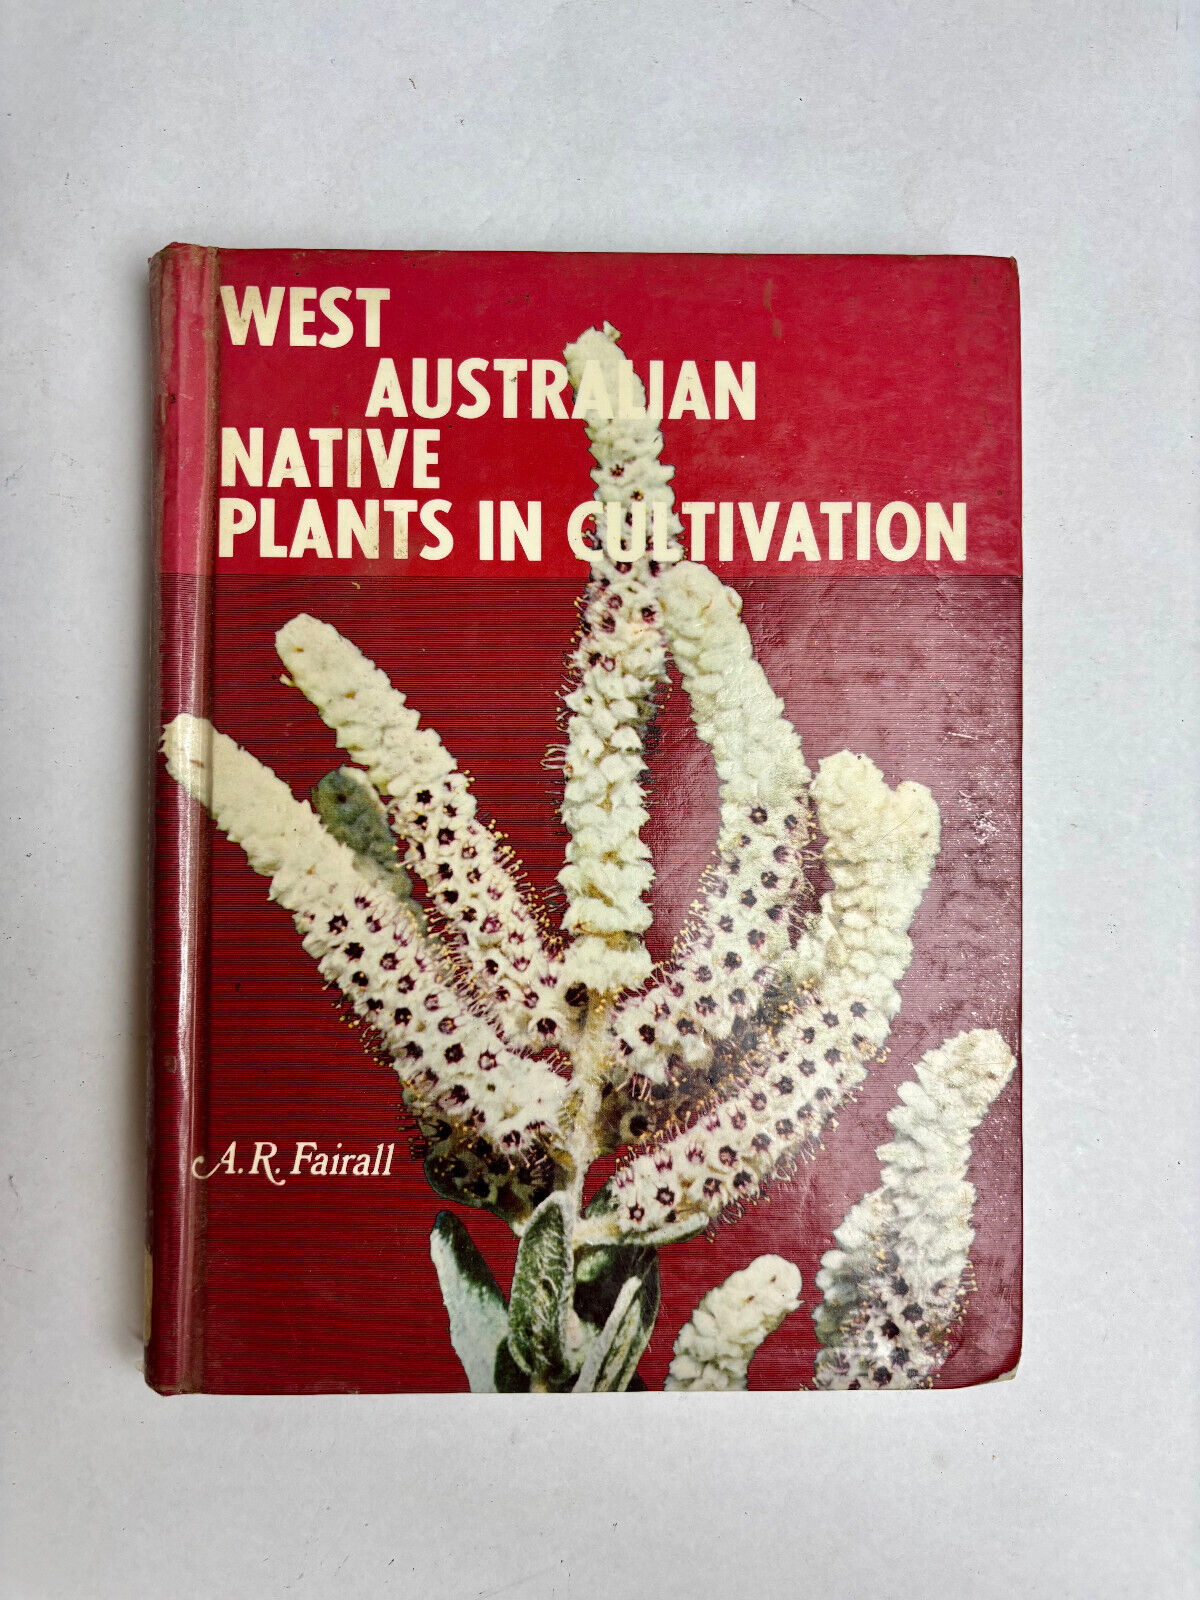 WEST
AUSTRALIAN
NATIVE
PLANTS IN CULTIVATION
A. R. Fairall